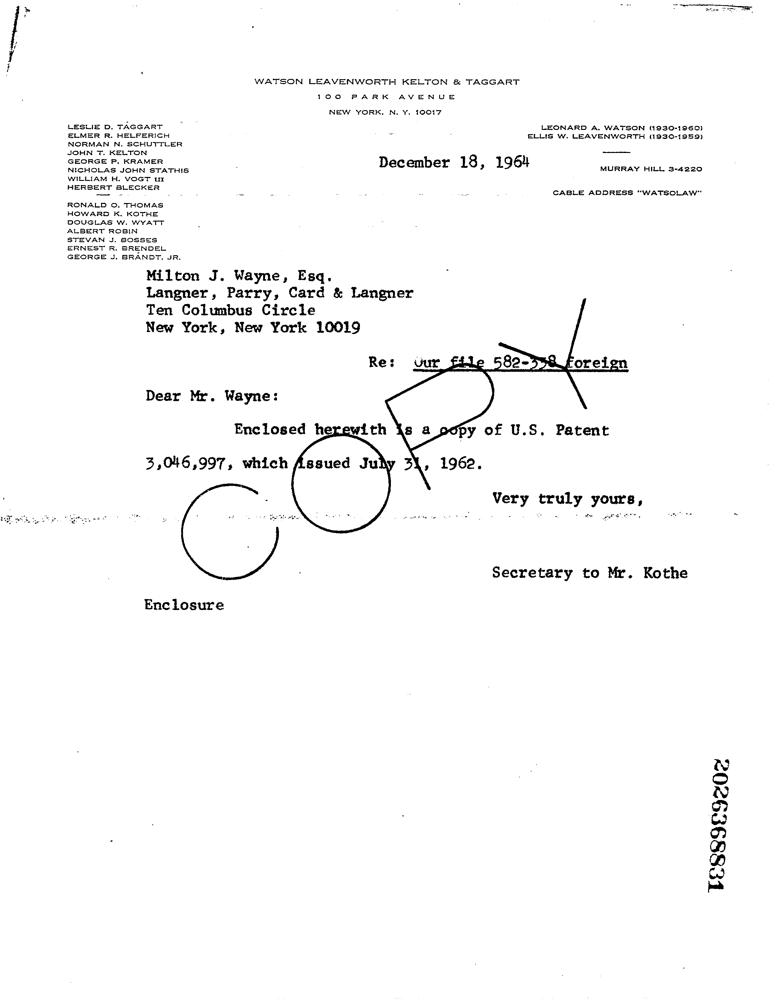 WATSON LEAVENWORTH KELTON & TAGGART
100 PARK AVENUE
NEW YORK, N. Y. 10017
LESLIE D. TAGGART
ELMER R. HELFERICH
NORMAN N. SCHUTTLER
JOHN T. KELTON
GEORGE P. KRAMER
NICHOLAS JOHN STATHIS
WILLIAM H. VOGT III
HERBERT BLECKER
RONALD O. THOMAS
HOWARD K. KOTHE
DOUGLAS W. WYATT
ALBERT ROBIN
STEVAN J. BOSSES
ERNEST R. BRENDEL
GEORGE J. BRANDT, JR.
LEONARD A. WATSON (1930-1960)
ELLIS W. LEAVENWORTH (1930-1959)
MURRAY HILL 3-4220
CABLE ADDRESS "WATSOLAW"
December 18, 1964
Milton J. Wayne, Esq.
Langner, Parry, Card & Langner
Ten Columbus Circle
New York, New York 10019
Re: Our file 582-338 foreign
Dear Mr. Wayne:
Enclosed herewith is a copy of U.S. Patent
3,046,997, which issued July 31, 1962.
Very truly yours,
Secretary to Mr. Kothe
Enclosure
COPY
2026368831